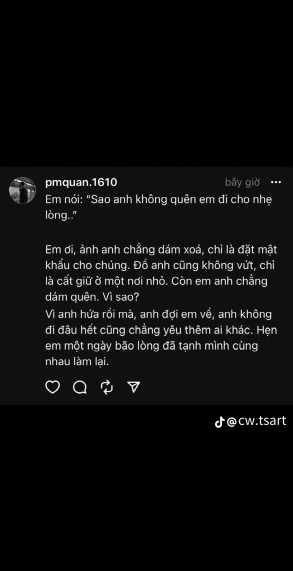 pmquan.1610
bây giờ
Em nói: “Sao anh không quên em đi cho nhẹ
lòng..”
Em ơi, ảnh anh chẳng dám xoá, chỉ là đặt mật
khẩu cho chúng. Đồ anh cũng không vứt, chỉ
là cất giữ ở một nơi nhỏ. Còn em anh chẳng
dám quên. Vì sao?
Vì anh hứa rồi mà, anh đợi em về, anh không
đi đâu hết cũng chẳng yêu thêm ai khác. Hẹn
em một ngày bão lòng đã tạnh mình cùng
nhau làm lại.
@cw.tsart